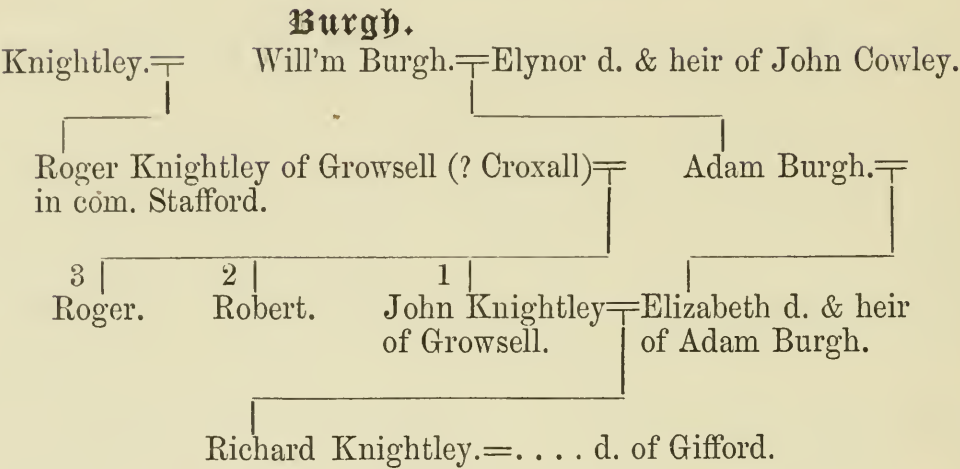 Burgh.
Knightley.= Will'm Burgh.=Elynor d. & heir of John Cowley.
Roger Knightley of Growsell (? Croxall)= Adam Burgh.=
in com. Stafford.
3 2 1
Roger. Robert. John Knightley=Elizabeth d. & heir
of Growsell. of Adam Burgh.
Richard Knightley.=. . . . d. of Gifford.